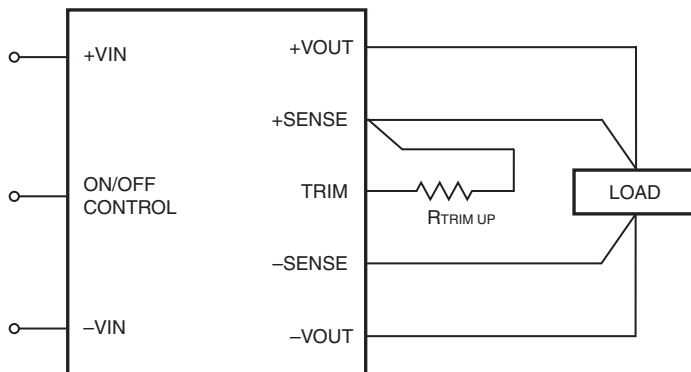 +VIN
ON/OFF
CONTROL
–VIN
+VOUT
+SENSE
TRIM
RTRIM UP
–SENSE
–VOUT
LOAD